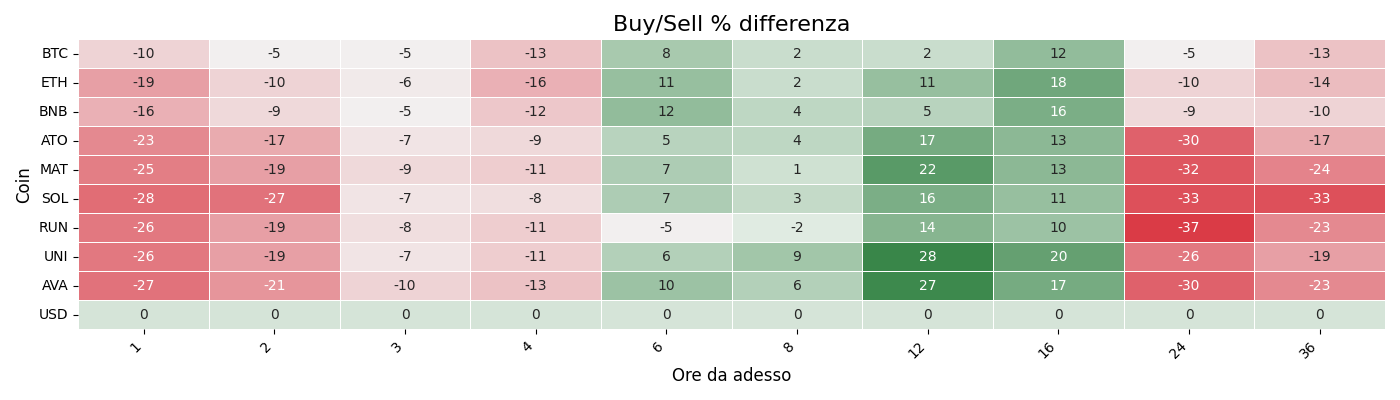 Buy/Sell % differenza
Coin
BTC -10 -5 -5 -13 8 2 2 12 -5 -13
ETH -19 -10 -6 -16 11 2 11 18 -10 -14
BNB -16 -9 -5 -12 12 4 5 16 -9 -10
ATO -23 -17 -7 -9 5 4 17 13 -30 -17
MAT -25 -19 -9 -11 7 1 22 13 -32 -24
SOL -28 -27 -7 -8 7 3 16 11 -33 -33
RUN -26 -19 -8 -11 -5 -2 14 10 -37 -23
UNI -26 -19 -7 -11 6 9 28 20 -26 -19
AVA -27 -21 -10 -13 10 6 27 17 -30 -23
USD 0 0 0 0 0 0 0 0 0 0
1 2 3 4 6 8 12 16 24 36
Ore da adesso